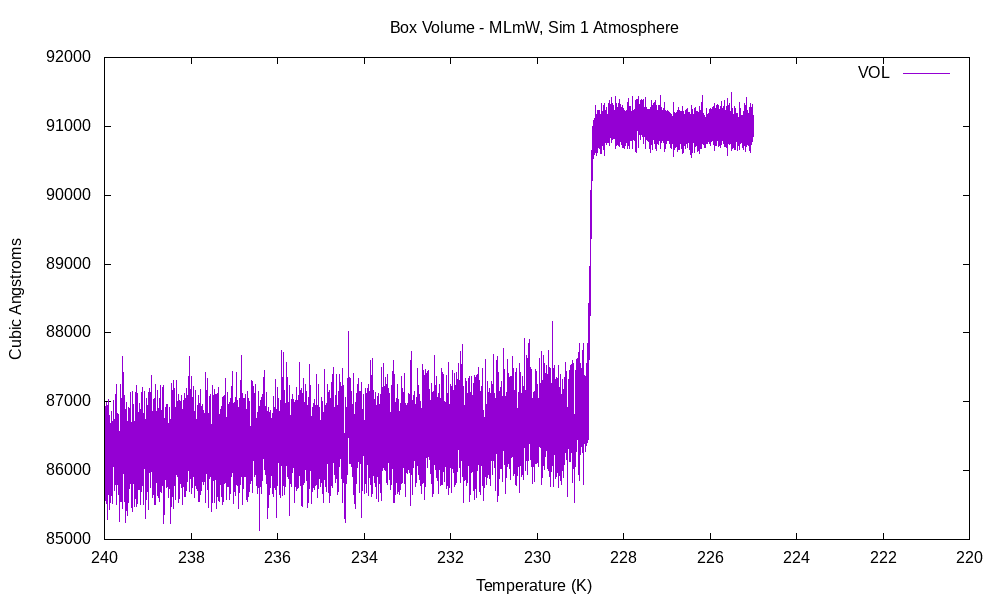 Box Volume - MLmW, Sim 1 Atmosphere
VOL
92000
91000
90000
89000
88000
87000
86000
85000
Cubic Angstroms
240 238 236 234 232 230 228 226 224 222 220
Temperature (K)